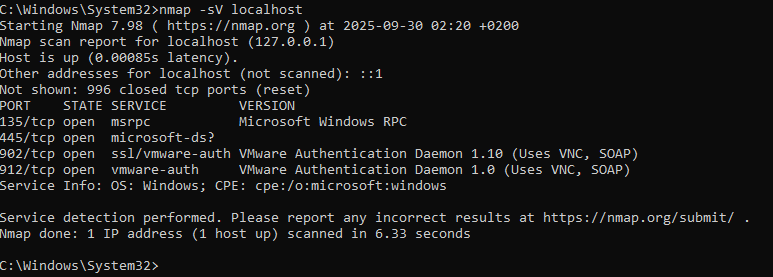 C:\Windows\System32>nmap -sV localhost
Starting Nmap 7.98 ( https://nmap.org ) at 2025-09-30 02:20 +0200
Nmap scan report for localhost (127.0.0.1)
Host is up (0.00085s latency).
Other addresses for localhost (not scanned): ::1
Not shown: 996 closed tcp ports (reset)
PORT    STATE SERVICE         VERSION
135/tcp open  msrpc           Microsoft Windows RPC
445/tcp open  microsoft-ds?
902/tcp open  ssl/vmware-auth VMware Authentication Daemon 1.10 (Uses VNC, SOAP)
912/tcp open  vmware-auth     VMware Authentication Daemon 1.0 (Uses VNC, SOAP)
Service Info: OS: Windows; CPE: cpe:/o:microsoft:windows

Service detection performed. Please report any incorrect results at https://nmap.org/submit/ .
Nmap done: 1 IP address (1 host up) scanned in 6.33 seconds

C:\Windows\System32>